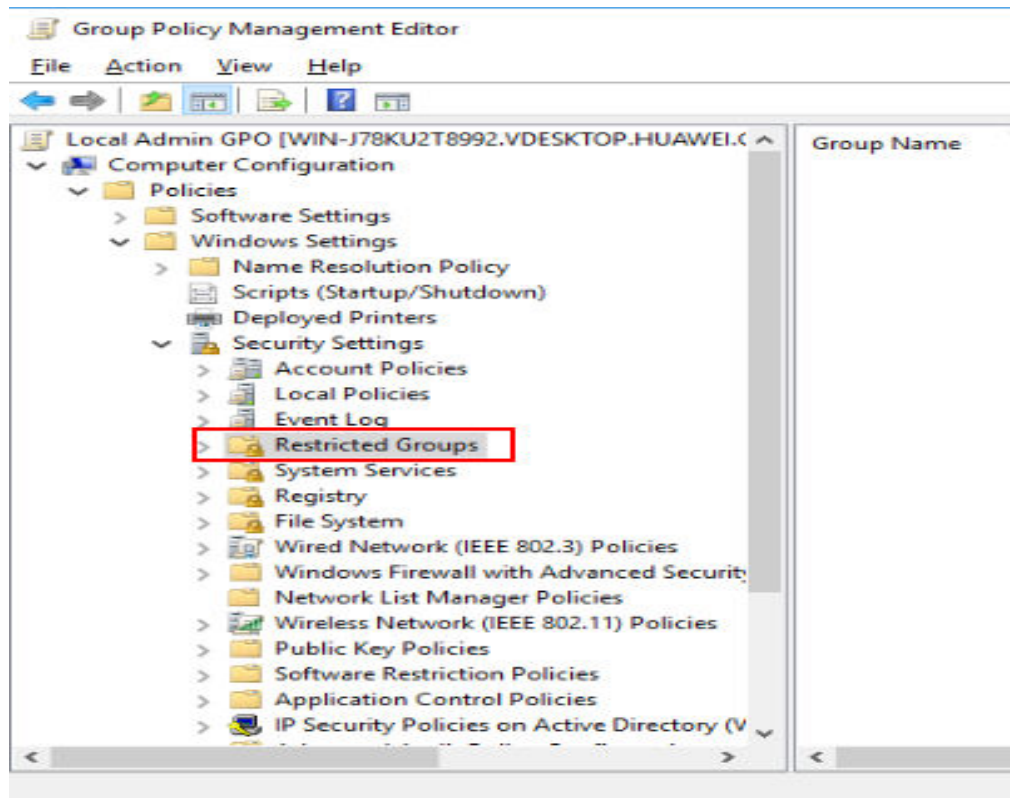 Group Policy Management Editor
File Action View Help
Local Admin GPO [WIN-J78KU2T8992.VDESKTOP.HUAWEI.C
Group Name
Computer Configuration
Policies
Software Settings
Windows Settings
Name Resolution Policy
Scripts (Startup/Shutdown)
Deployed Printers
Security Settings
Account Policies
Local Policies
Event Log
Restricted Groups
System Services
Registry
File System
Wired Network (IEEE 802.3) Policies
Windows Firewall with Advanced Security
Network List Manager Policies
Wireless Network (IEEE 802.11) Policies
Public Key Policies
Software Restriction Policies
Application Control Policies
IP Security Policies on Active Directory (V